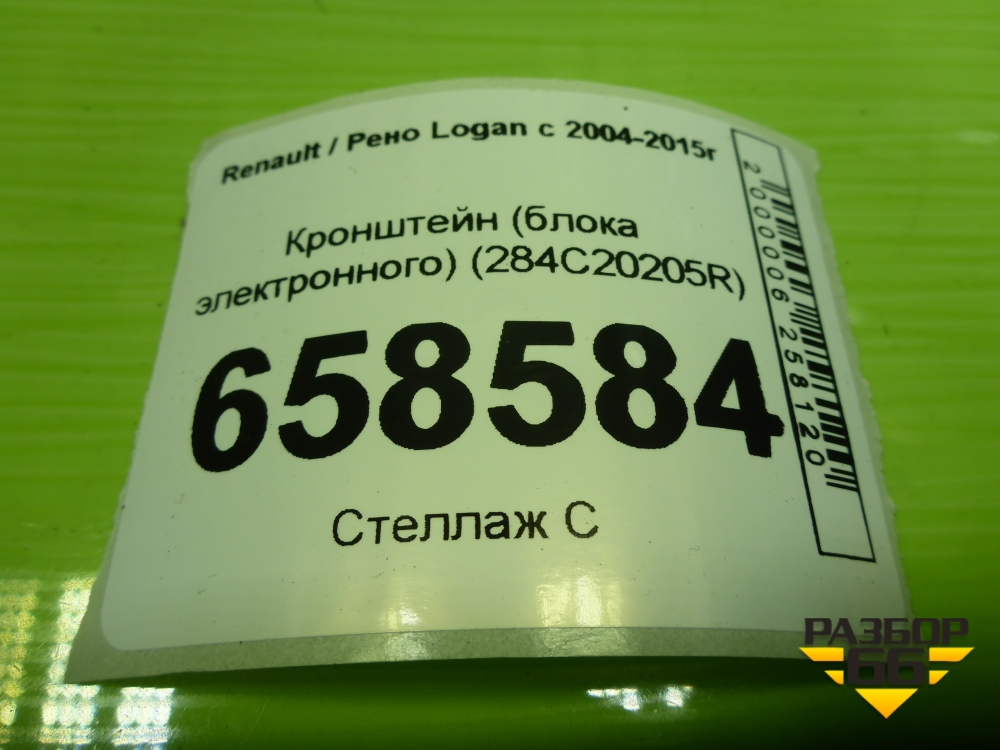 Renault / Рено Logan с 2004-2015г
Кронштейн (блока
электронного) (284C20205R)
658584
Стеллаж С
2000006258120
РАЗБОР
66